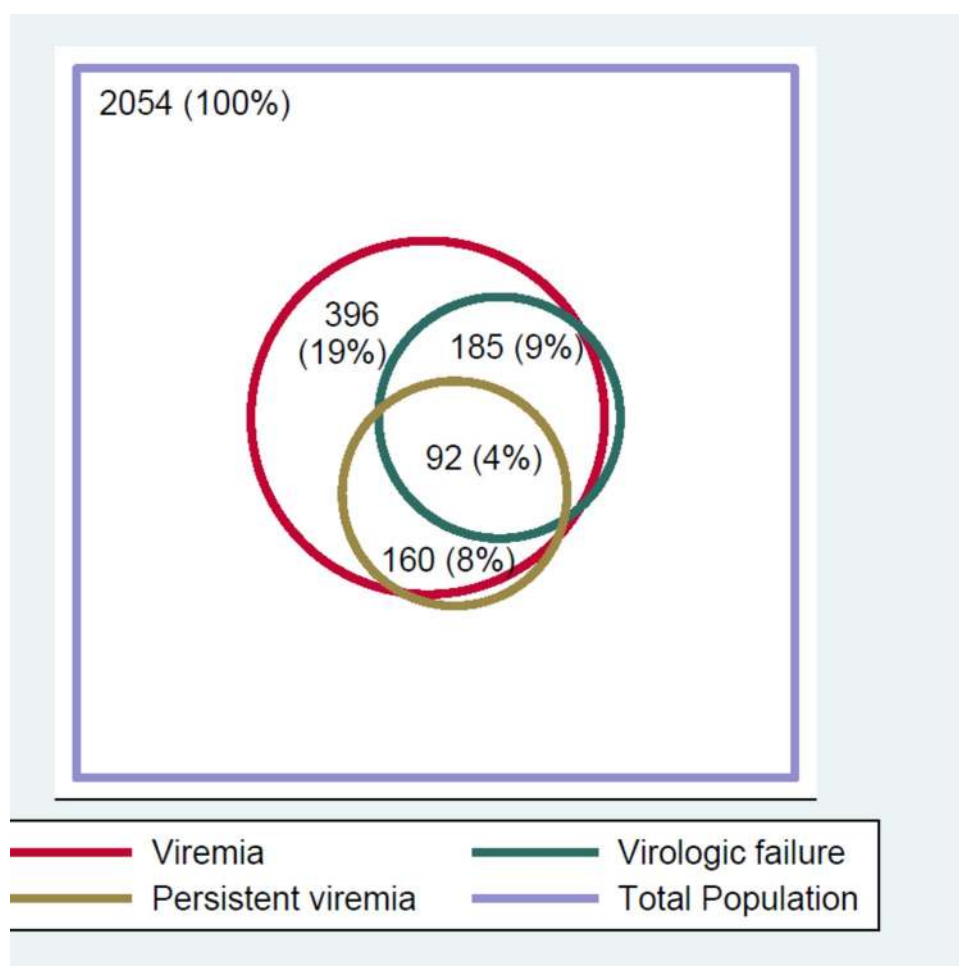 2054 (100%)
396
(19%)
185 (9%)
92 (4%)
160 (8%)
Viremia
Virologic failure
Persistent viremia
Total Population